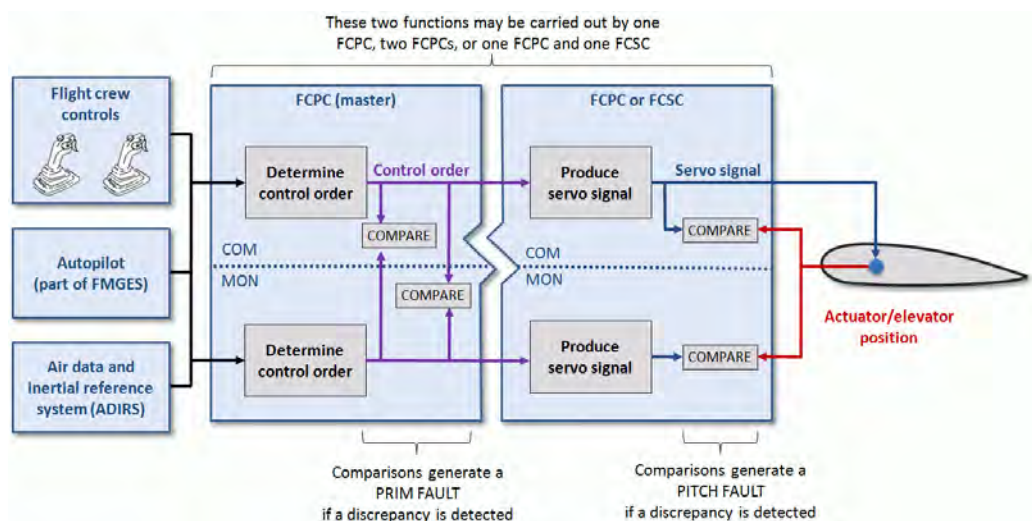 These two functions may be carried out by one
FCPC, two FCPCs, or one FCPC and one FCSC
Flight crew
controls
Autopilot
(part of FMGES)
Air data and
inertial reference
system (ADIRS)
FCPC (master)
Determine
control order
Control order
COMPARE
COM
MON
COMPARE
Determine
control order
FCPC or FCSC
Produce
servo signal
Servo signal
COMPARE
COM
MON
Produce
servo signal
COMPARE
Actuator/elevator
position
Comparisons generate a
PRIM FAULT
if a discrepancy is detected
Comparisons generate a
PITCH FAULT
if a discrepancy is detected